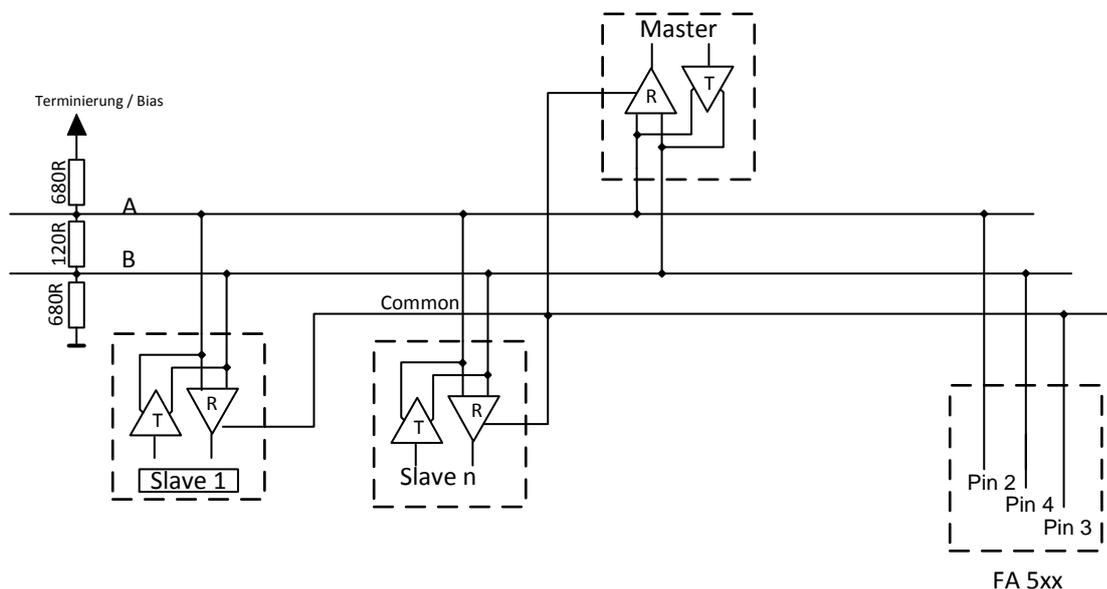 Master
R
T
Terminierung / Bias
680R
A
120R
B
680R
Common
T
R
Slave 1
T
R
Slave n
Pin 2
Pin 4
Pin 3
FA 5xx